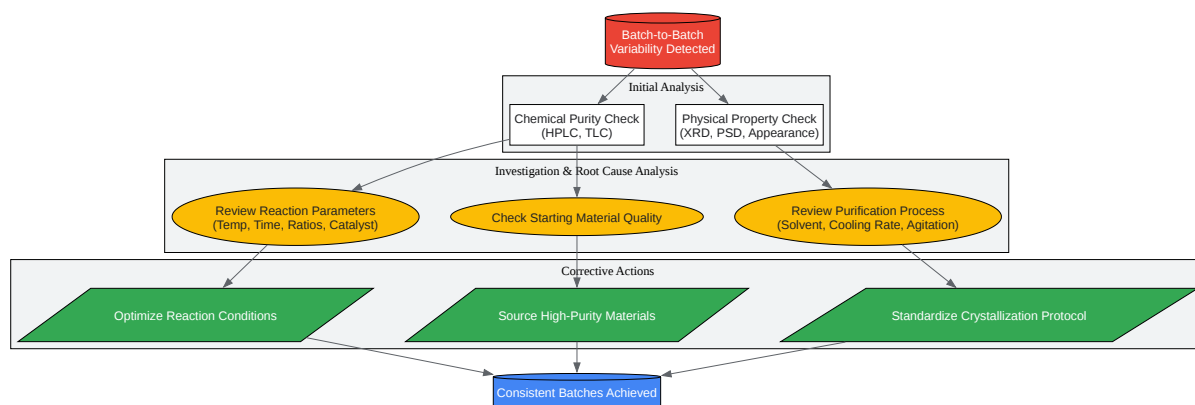 Batch-to-Batch
Variability Detected
Initial Analysis
Chemical Purity Check
(HPLC, TLC)
Physical Property Check
(XRD, PSD, Appearance)
Investigation & Root Cause Analysis
Review Reaction Parameters
(Temp, Time, Ratios, Catalyst)
Check Starting Material Quality
Review Purification Process
(Solvent, Cooling Rate, Agitation)
Corrective Actions
Optimize Reaction Conditions
Source High-Purity Materials
Standardize Crystallization Protocol
Consistent Batches Achieved